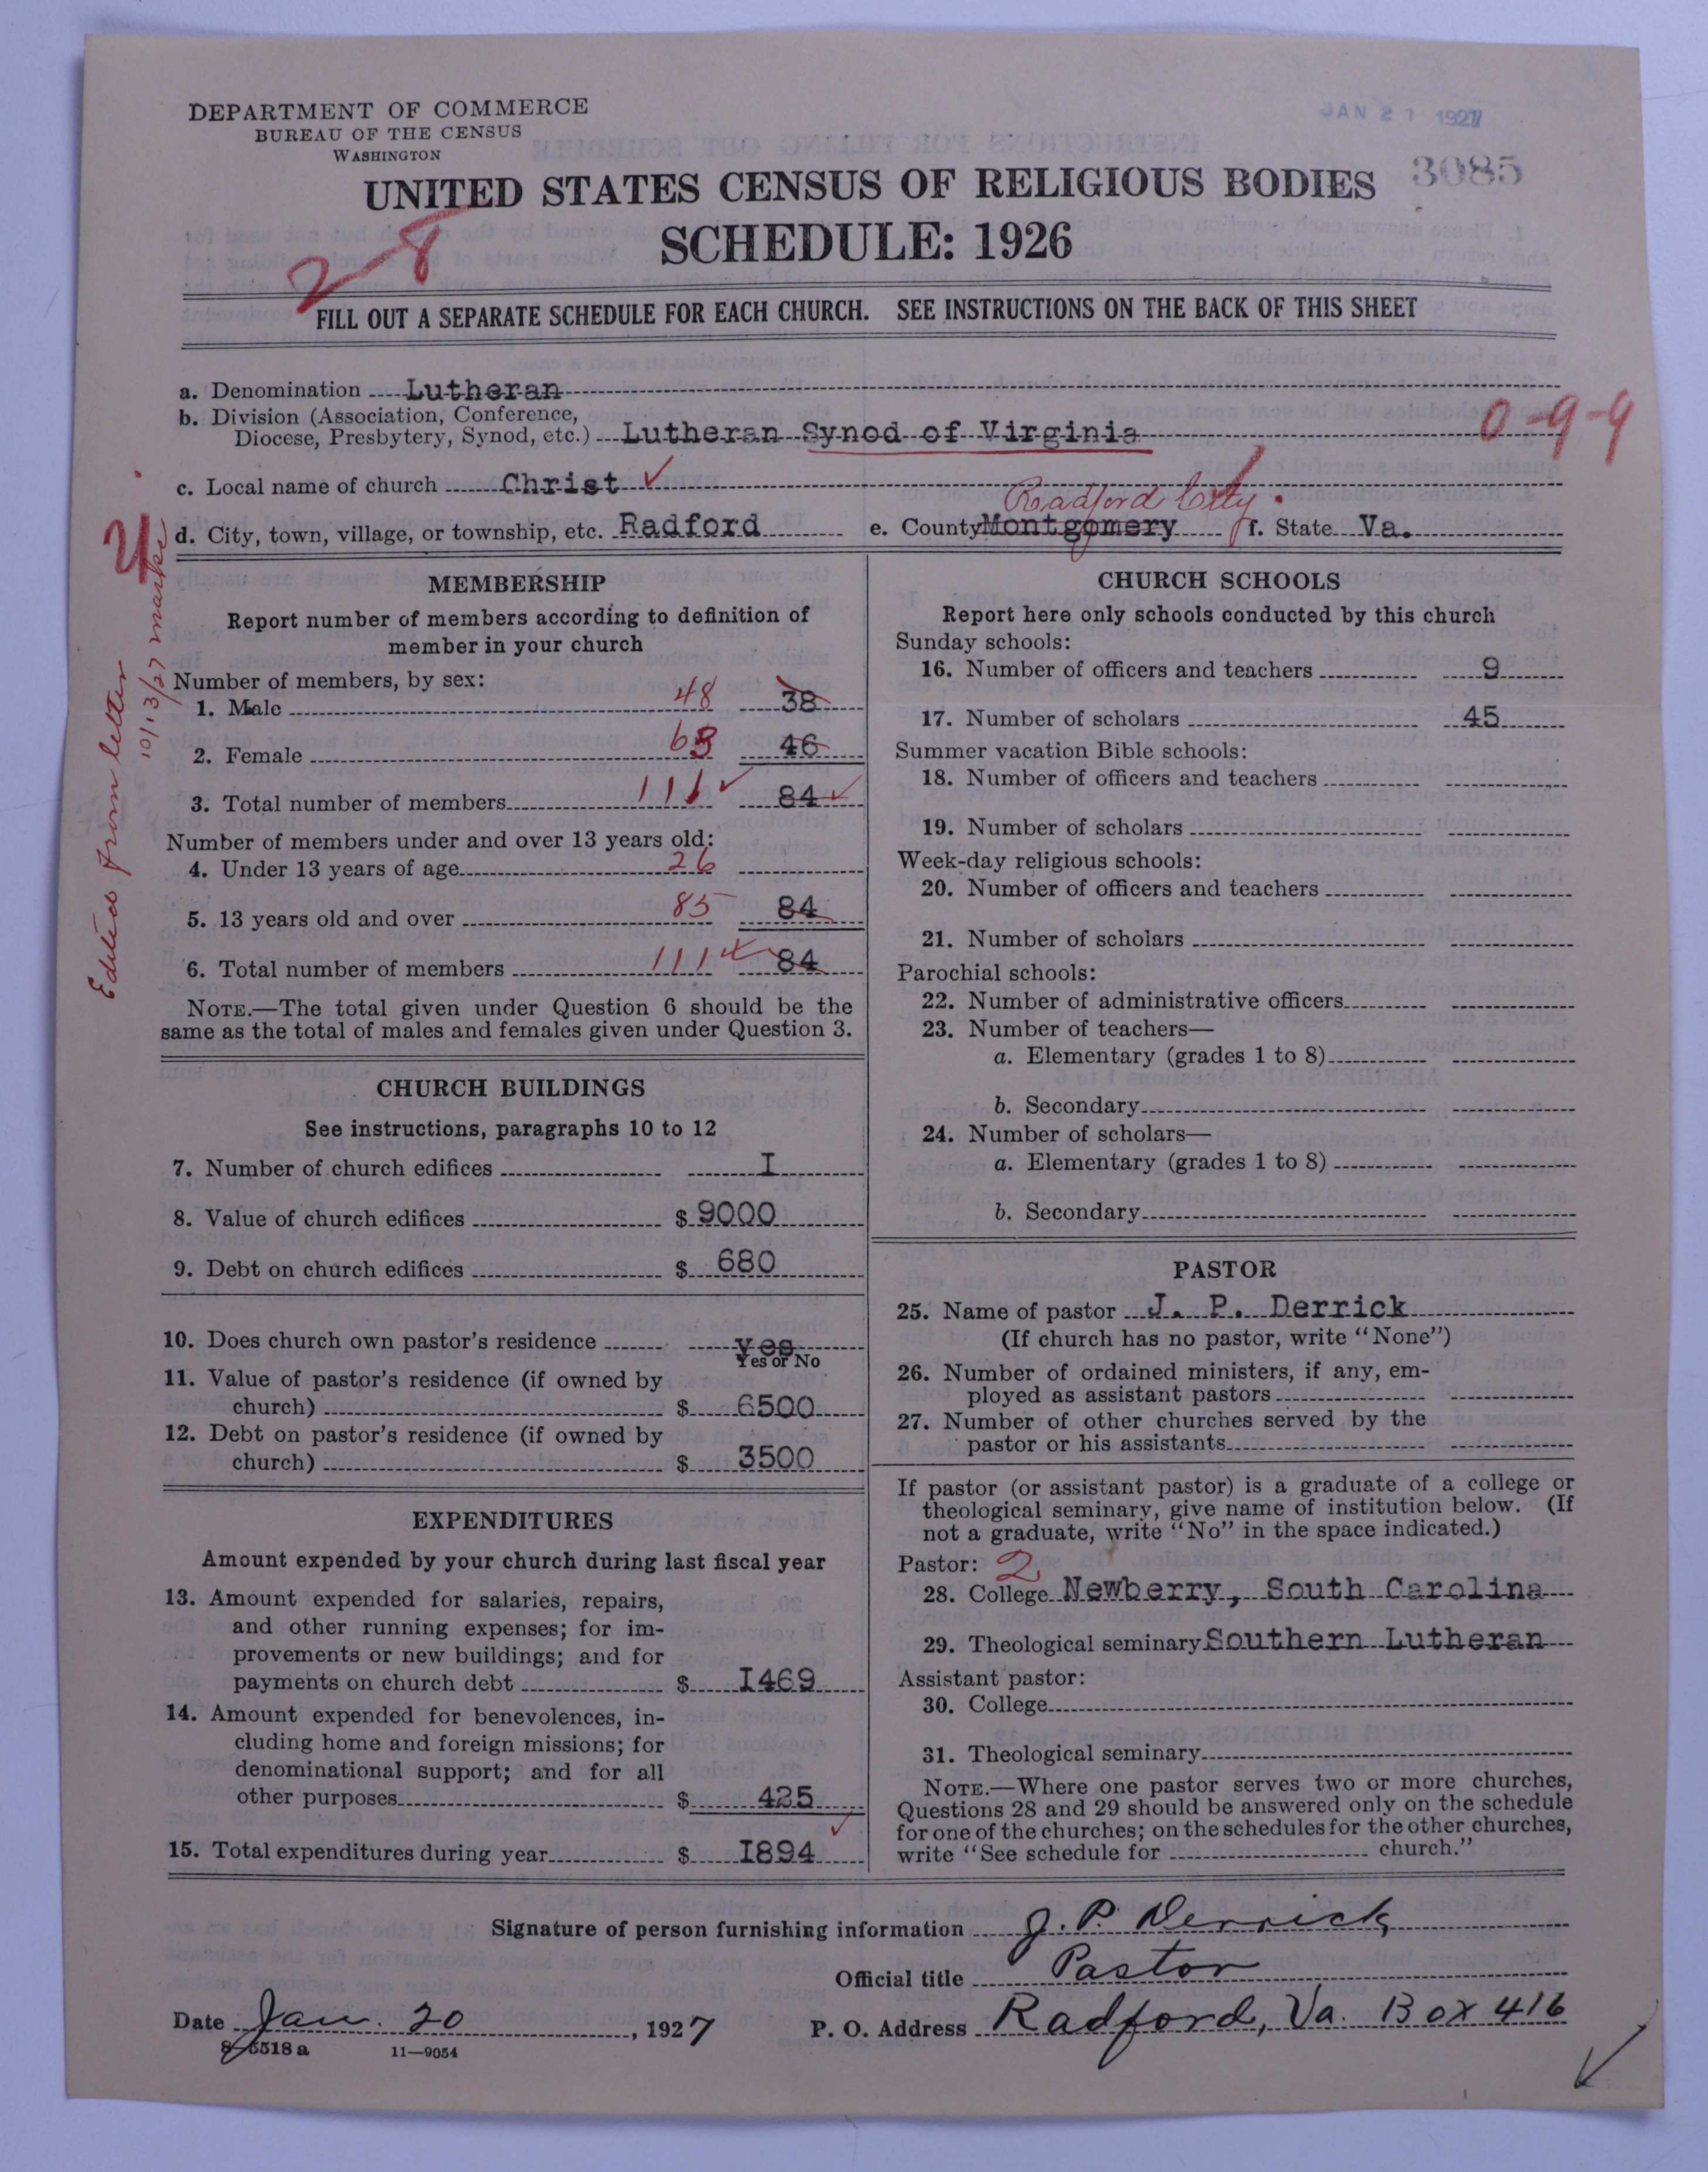 DEPARTMENT OF COMMERCE
BUREAU OF THE CENSUS
WASHINGTON
JAN 21 1927
3085
UNITED STATES CENSUS OF RELIGIOUS BODIES
SCHEDULE: 1926
28
FILL OUT A SEPARATE SCHEDULE FOR EACH CHURCH. SEE INSTRUCTIONS ON THE BACK OF THIS SHEET
a. Denomination Lutheran
b. Division (Association, Conference,
Diocese, Presbytery, Synod, etc.) Lutheran Synod of Virginia
0-9-9
c. Local name of church Christ ✓
Radford City.
d. City, town, village, or township, etc. Radford e. County Montgomery f. State Va.
Edited from letter
10/13/27
MEMBERSHIP
Report number of members according to definition of
member in your church
Number of members, by sex:
1. Male 48 38
2. Female 63 46
3. Total number of members 111 ✓ 84 ✓
Number of members under and over 13 years old:
4. Under 13 years of age 26
5. 13 years old and over 85 84
6. Total number of members 111 ✓ 84
NOTE.—The total given under Question 6 should be the
same as the total of males and females given under Question 3.
CHURCH BUILDINGS
See instructions, paragraphs 10 to 12
7. Number of church edifices I
8. Value of church edifices $ 9000
9. Debt on church edifices $ 680
10. Does church own pastor's residence yes
Yes or No
11. Value of pastor's residence (if owned by
church) $ 6500
12. Debt on pastor's residence (if owned by
church) $ 3500
EXPENDITURES
Amount expended by your church during last fiscal year
13. Amount expended for salaries, repairs,
and other running expenses; for im-
provements or new buildings; and for
payments on church debt $ I469
14. Amount expended for benevolences, in-
cluding home and foreign missions; for
denominational support; and for all
other purposes $ 425
✓
15. Total expenditures during year $ I894
CHURCH SCHOOLS
Report here only schools conducted by this church
Sunday schools:
16. Number of officers and teachers 9
17. Number of scholars 45
Summer vacation Bible schools:
18. Number of officers and teachers
19. Number of scholars
Week-day religious schools:
20. Number of officers and teachers
21. Number of scholars
Parochial schools:
22. Number of administrative officers
23. Number of teachers—
a. Elementary (grades 1 to 8)
b. Secondary
24. Number of scholars—
a. Elementary (grades 1 to 8)
b. Secondary
PASTOR
25. Name of pastor J. P. Derrick
(If church has no pastor, write "None")
26. Number of ordained ministers, if any, em-
ployed as assistant pastors
27. Number of other churches served by the
pastor or his assistants
If pastor (or assistant pastor) is a graduate of a college or
theological seminary, give name of institution below. (If
not a graduate, write "No" in the space indicated.)
Pastor: 2
28. College Newberry, South Carolina
29. Theological seminary Southern Lutheran
Assistant pastor:
30. College
31. Theological seminary
NOTE.—Where one pastor serves two or more churches,
Questions 28 and 29 should be answered only on the schedule
for one of the churches; on the schedules for the other churches,
write "See schedule for church."
Signature of person furnishing information J. P. Derrick
Official title Pastor
Date Jan. 20, 1927 P. O. Address Radford, Va. Box 416
8-5518a 11—9054